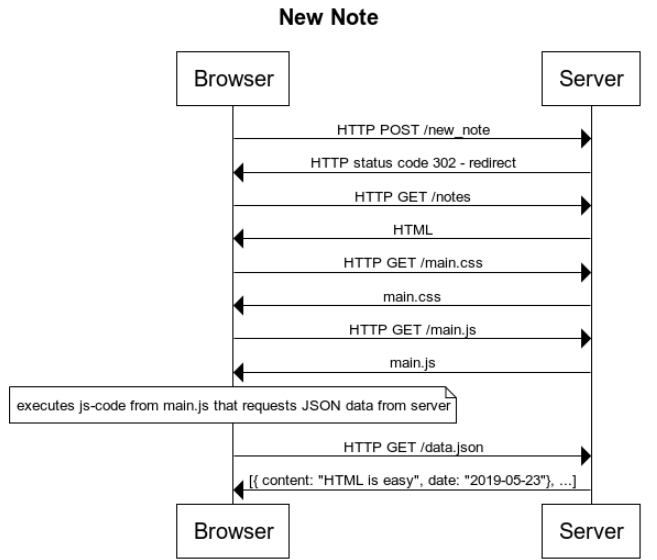 New Note
Browser
Server
HTTP POST /new_note
HTTP status code 302 - redirect
HTTP GET /notes
HTML
HTTP GET /main.css
main.css
HTTP GET /main.js
main.js
executes js-code from main.js that requests JSON data from server
HTTP GET /data.json
[{ content: "HTML is easy", date: "2019-05-23"}, ...]
Browser
Server